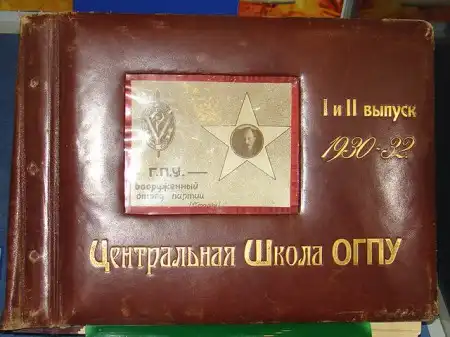 I и II выпуск
1930-32
Г.П.У. —
вооруженный
отряд партии
Центральная Школа ОГПУ